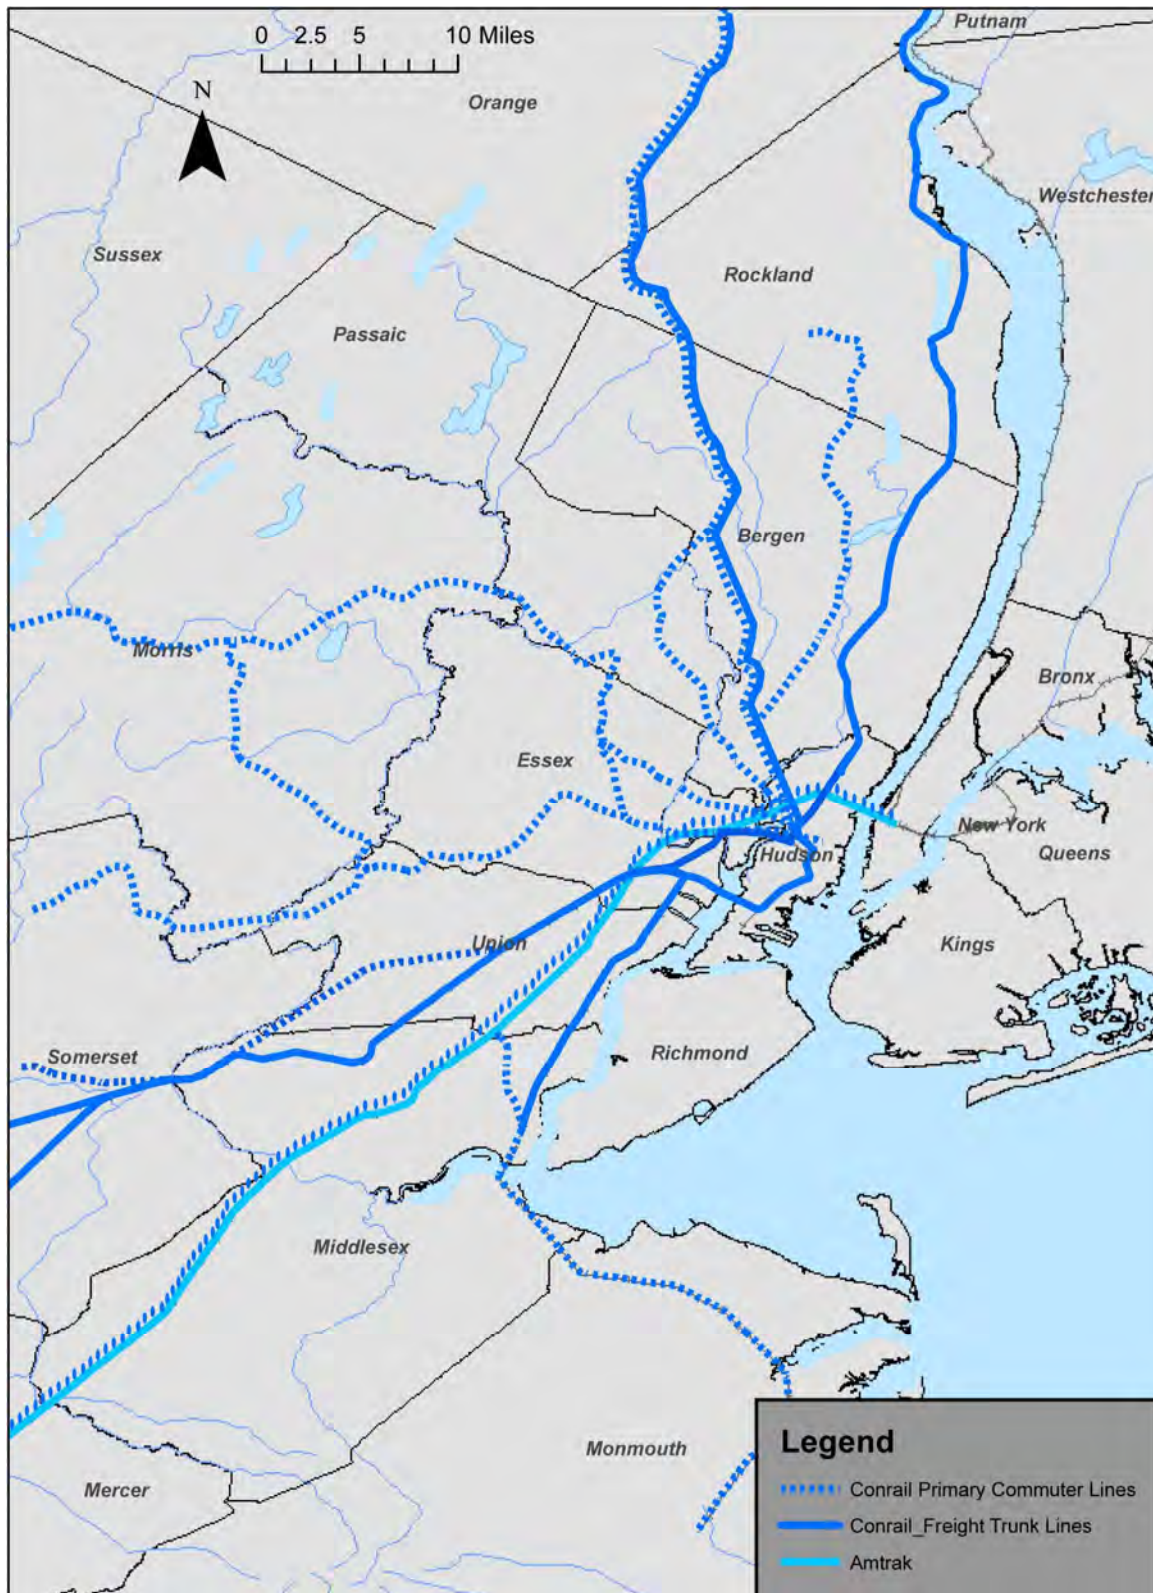 Putnam
0 2.5 5 10 Miles
N
Orange
Westchester
Sussex
Rockland
Passaic
Bergen
Morris
Bronx
Essex
New York
Hudson
Queens
Union
Kings
Somerset
Richmond
Middlesex
Monmouth
Mercer
Legend
Conrail Primary Commuter Lines
Conrail_Freight Trunk Lines
Amtrak